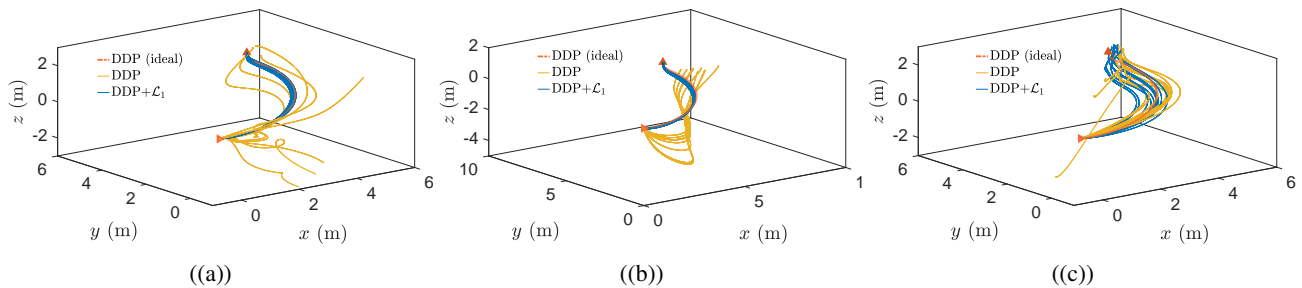 2
0
-2
z (m)
DDP (ideal)
DDP
DDP+ℒ₁
6
4
2
0
y (m)
0
2
4
6
x (m)
((a))
2
0
-2
-4
z (m)
DDP (ideal)
DDP
DDP+ℒ₁
10
5
0
y (m)
0
5
1
x (m)
((b))
2
0
-2
z (m)
DDP (ideal)
DDP
DDP+ℒ₁
6
4
2
0
y (m)
0
2
4
6
x (m)
((c))